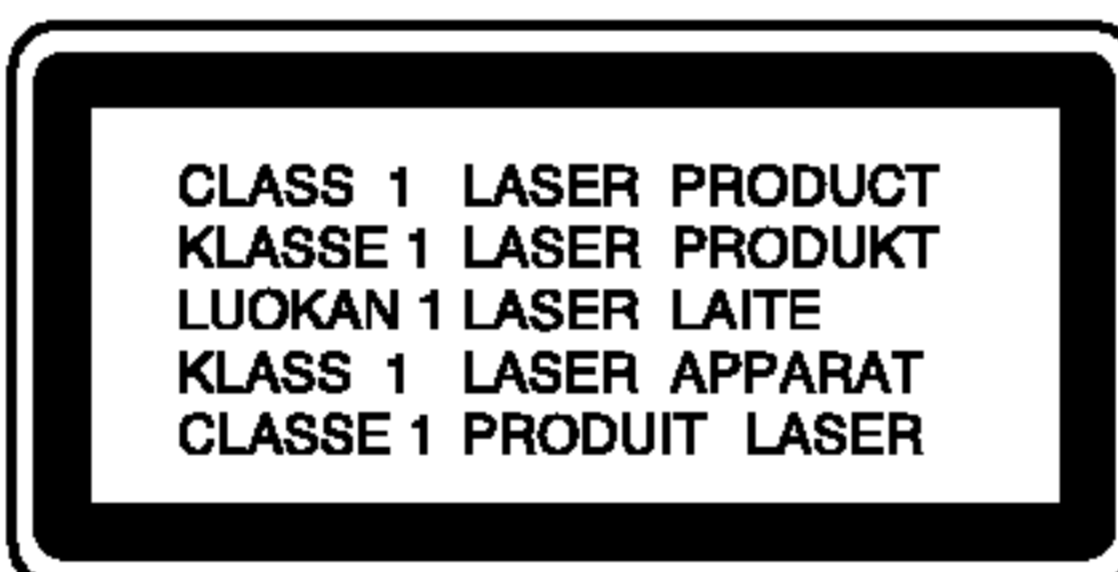 CLASS 1 LASER PRODUCT
KLASSE 1 LASER PRODUKT
LUOKAN 1 LASER LAITE
KLASS 1 LASER APPARAT
CLASSE 1 PRODUIT LASER